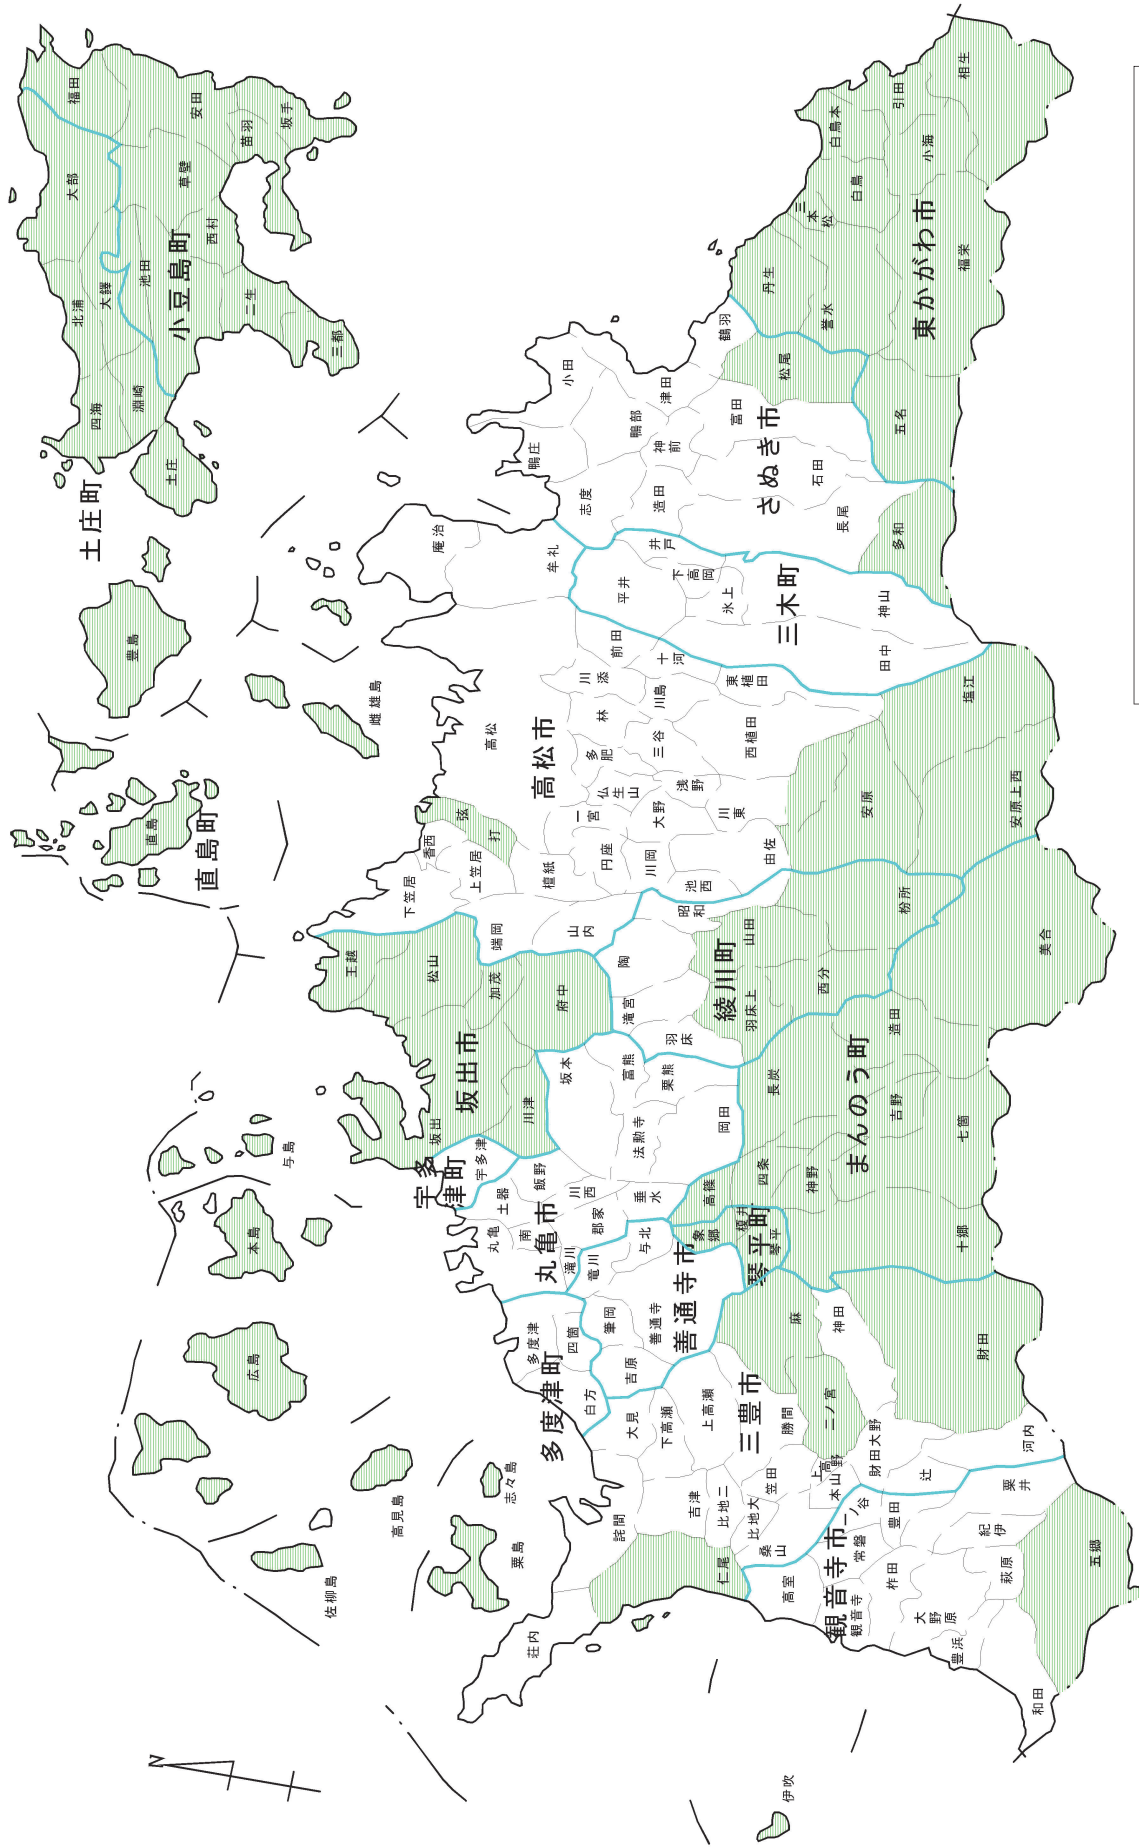 福田
安田
大部
苗羽
坂手
草壁
西村
北浦
大鐸
池田
小豆島町
二生
三都
四海
淵崎
土庄
土庄町
豊島
直島
直島町
雌雄島
N
与島
本島
広島
高見島
志々島
粟島
佐柳島
伊吹
相生
引田
白鳥本
白鳥
小海
三本松
東かがわ市
福栄
丹生
誉水
鶴羽
松尾
五名
小田
津田
鴨部
神前
富田
さぬき市
石田
鴨庄
志度
造田
長尾
多和
庵治
牟礼
井戸
下高岡
平井
氷上
三木町
神山
田中
前田
十河
川添
川島
東植田
西植田
林
三谷
多肥
高松
高松市
仏生山
浅野
一宮
大野
川東
円座
川岡
由佐
檀紙
池西
弦打
香西
上笠居
下笠居
塩江
安原
安原上西
端岡
山内
昭和
陶
滝宮
羽床
山田
綾川町
羽床上
西分
枌所
王越
松山
加茂
府中
坂出市
坂出
川津
宇多津
宇多津町
坂本
富熊
栗熊
法勲寺
岡田
飯野
川西
垂水
土器
丸亀
南
丸亀市
郡家
美合
造田
長炭
吉野
まんのう町
七箇
四条
神野
高篠
十郷
象郷
榎井
琴平
琴平町
与北
竜川
滝川
筆岡
善通寺
善通寺市
吉原
多度津
四箇
多度津町
白方
麻
神田
財田
二ノ宮
三豊市
勝間
上高瀬
下高瀬
大見
財田大野
河内
上高野
本山
辻
笠田
比地二
比地大
吉津
詫間
桑山
仁尾
荘内
一ノ谷
豊田
粟井
常磐
紀伊
柞田
萩原
五郷
高室
観音寺市
観音寺
大野原
豊浜
和田